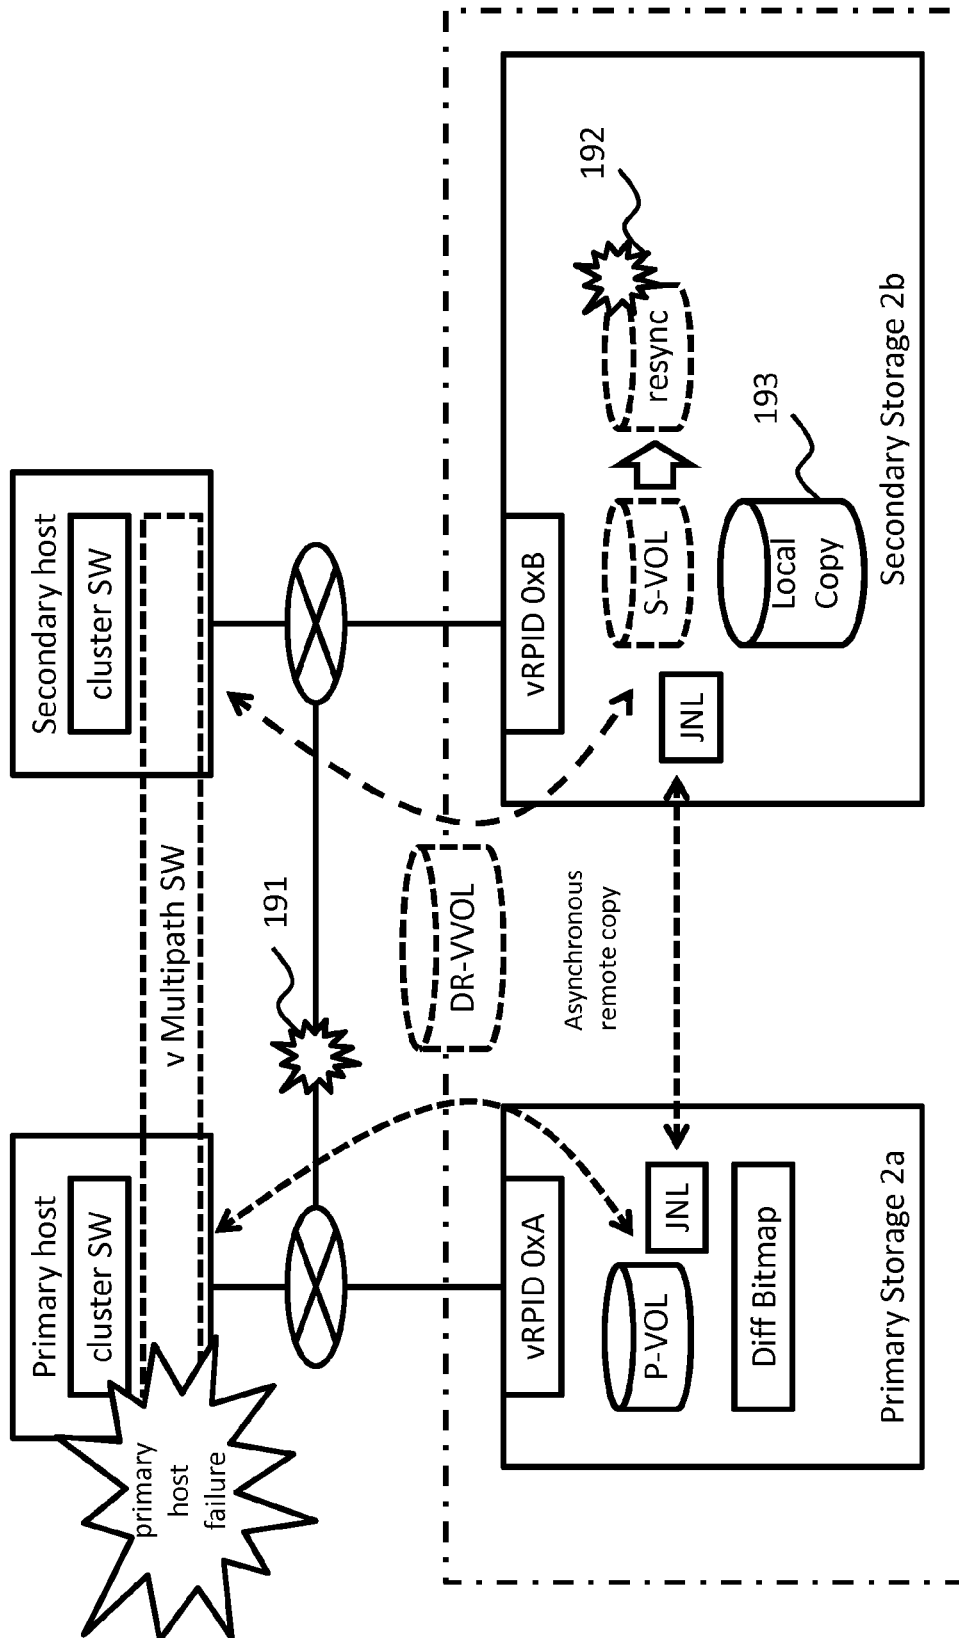 Primary host
cluster SW
primary
host
failure
v Multipath SW
Secondary host
cluster SW
191
DR-VVOL
Asynchronous
remote copy
vRPID 0xA
P-VOL
JNL
Diff Bitmap
Primary Storage 2a
vRPID 0xB
JNL
S-VOL
resync
192
Local
Copy
193
Secondary Storage 2b